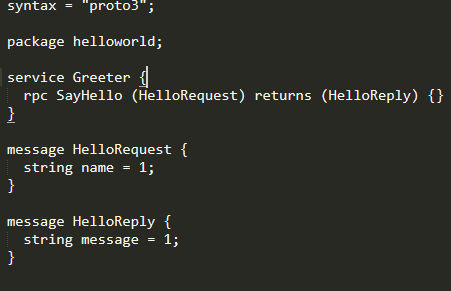 syntax = "proto3";
package helloworld;
service Greeter {
rpc SayHello (HelloRequest) returns (HelloReply) {}
}
message HelloRequest {
string name = 1;
}
message HelloReply {
string message = 1;
}